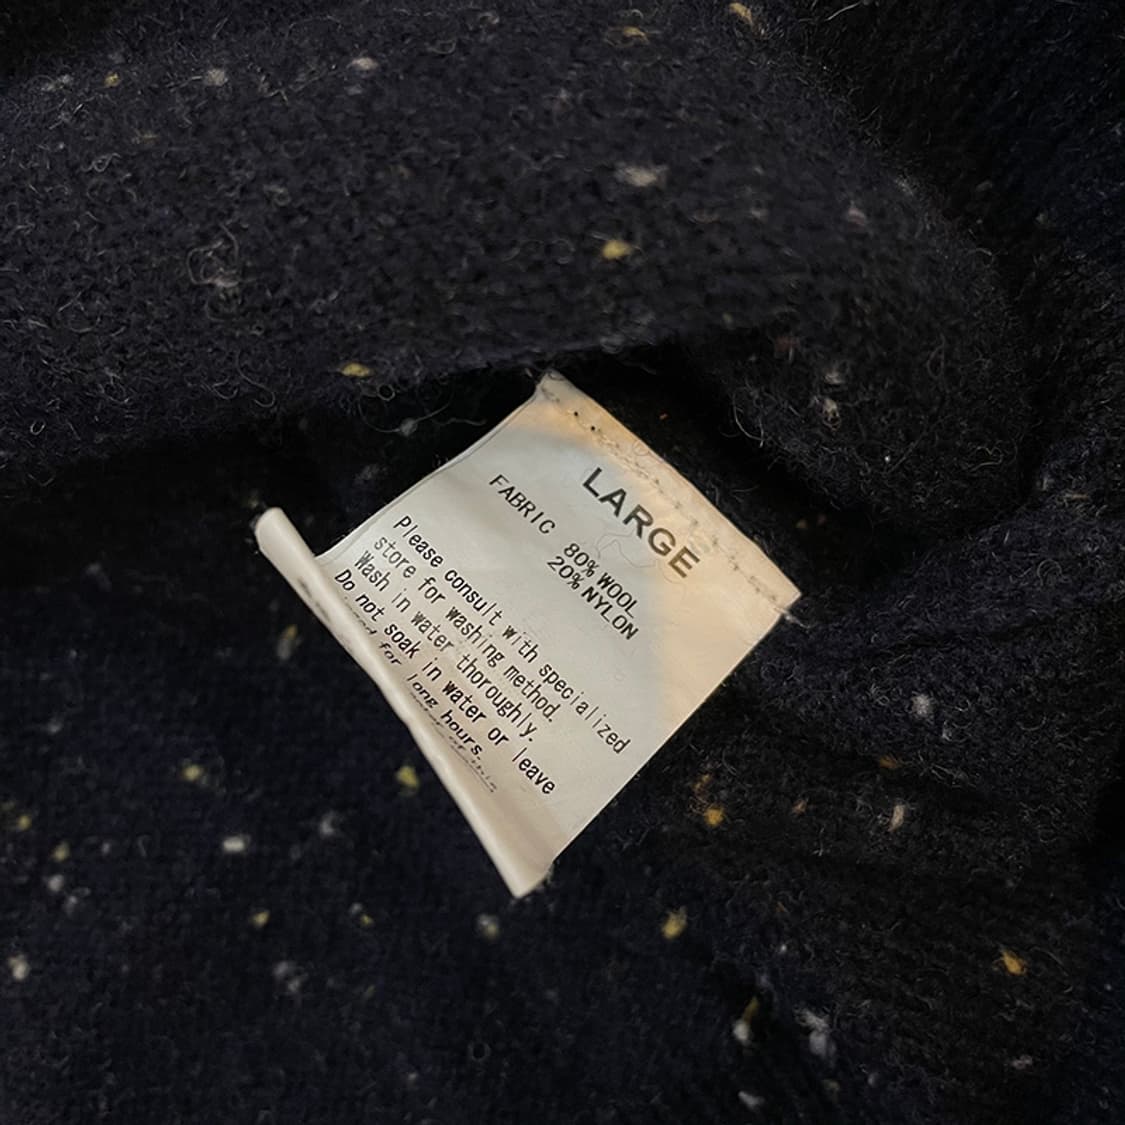 LARGE
FABRIC 80% WOOL
20% NYLON
Please consult with specialized
store for washing method.
Wash in water thoroughly.
Do not soak in water or leave
for long hours.